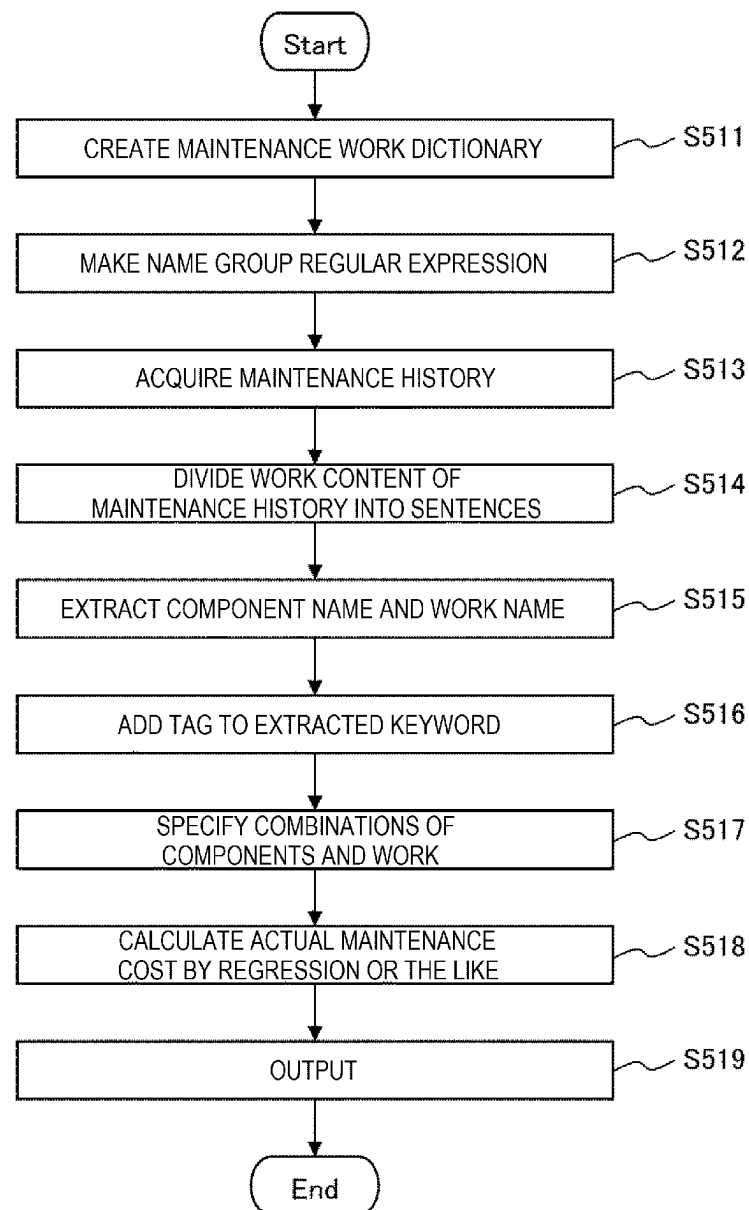 Start
CREATE MAINTENANCE WORK DICTIONARY
S511
MAKE NAME GROUP REGULAR EXPRESSION
S512
ACQUIRE MAINTENANCE HISTORY
S513
DIVIDE WORK CONTENT OF
MAINTENANCE HISTORY INTO SENTENCES
S514
EXTRACT COMPONENT NAME AND WORK NAME
S515
ADD TAG TO EXTRACTED KEYWORD
S516
SPECIFY COMBINATIONS OF
COMPONENTS AND WORK
S517
CALCULATE ACTUAL MAINTENANCE
COST BY REGRESSION OR THE LIKE
S518
OUTPUT
S519
End